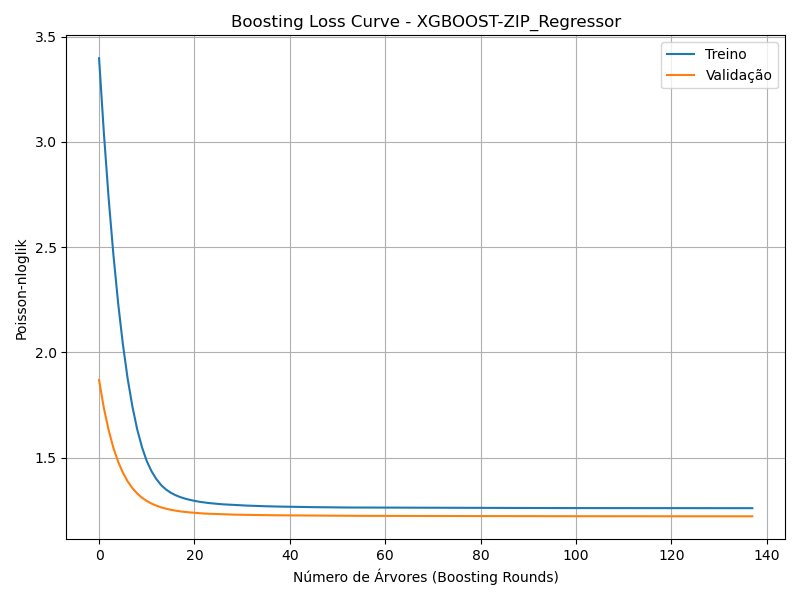 Boosting Loss Curve - XGBOOST-ZIP_Regressor
Treino
Validação
Poisson-nloglik
3.5
3.0
2.5
2.0
1.5
0
20
40
60
80
100
120
140
Número de Árvores (Boosting Rounds)